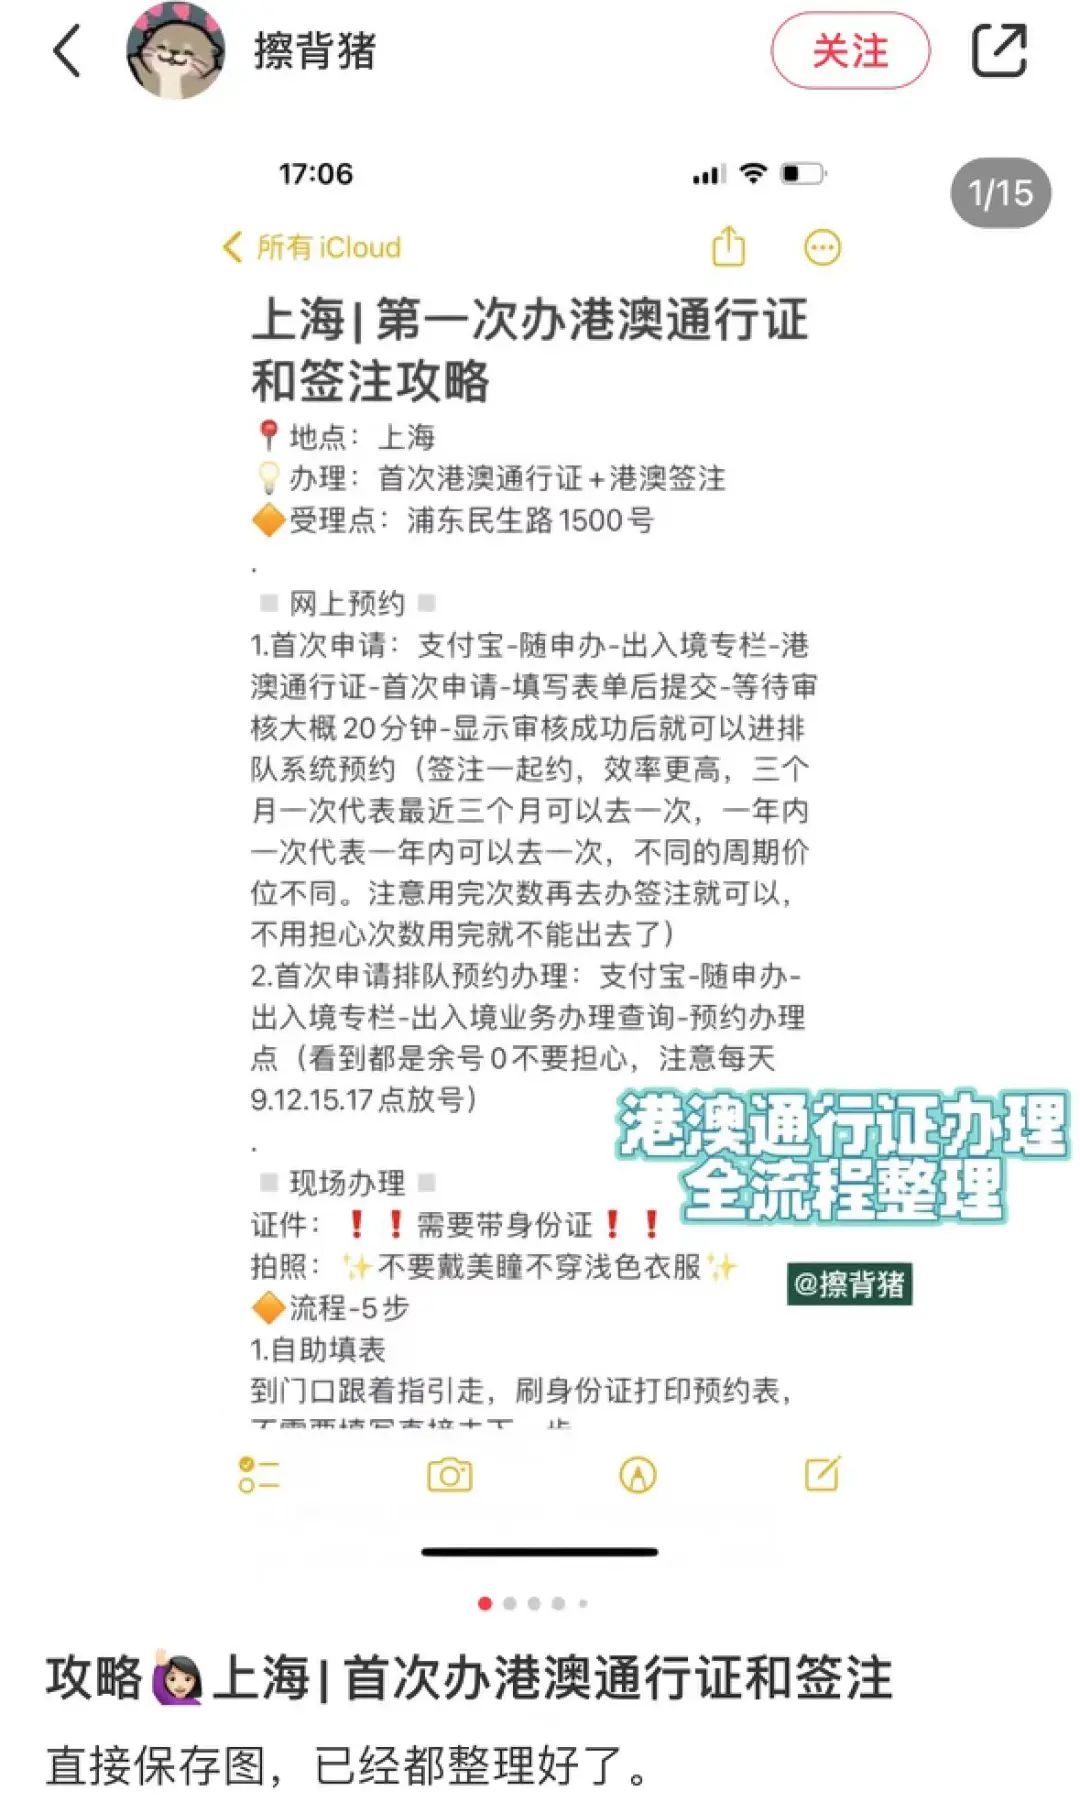 擦背猪
关注
17:06
1/15
所有 iCloud
上海|第一次办港澳通行证
和签注攻略
📍地点：上海
💡办理：首次港澳通行证+港澳签注
🔶受理点：浦东民生路1500号
.
◽网上预约◽
1.首次申请：支付宝-随申办-出入境专栏-港
澳通行证-首次申请-填写表单后提交-等待审
核大概20分钟-显示审核成功后就可以进排
队系统预约（签注一起约，效率更高，三个
月一次代表最近三个月可以去一次，一年内
一次代表一年内可以去一次，不同的周期价
位不同。注意用完次数再去办签注就可以，
不用担心次数用完就不能出去了）
2.首次申请排队预约办理：支付宝-随申办-
出入境专栏-出入境业务办理查询-预约办理
点（看到都是余号0不要担心，注意每天
9.12.15.17点放号）
.
港澳通行证办理
全流程整理
◽现场办理◽
证件：❗❗需要带身份证❗❗
拍照：✨不要戴美瞳不穿浅色衣服✨
@擦背猪
🔶流程-5步
1.自助填表
到门口跟着指引走，刷身份证打印预约表，
不需要填写直接去下一步
攻略🙋🏻‍♀️上海|首次办港澳通行证和签注
直接保存图，已经都整理好了。